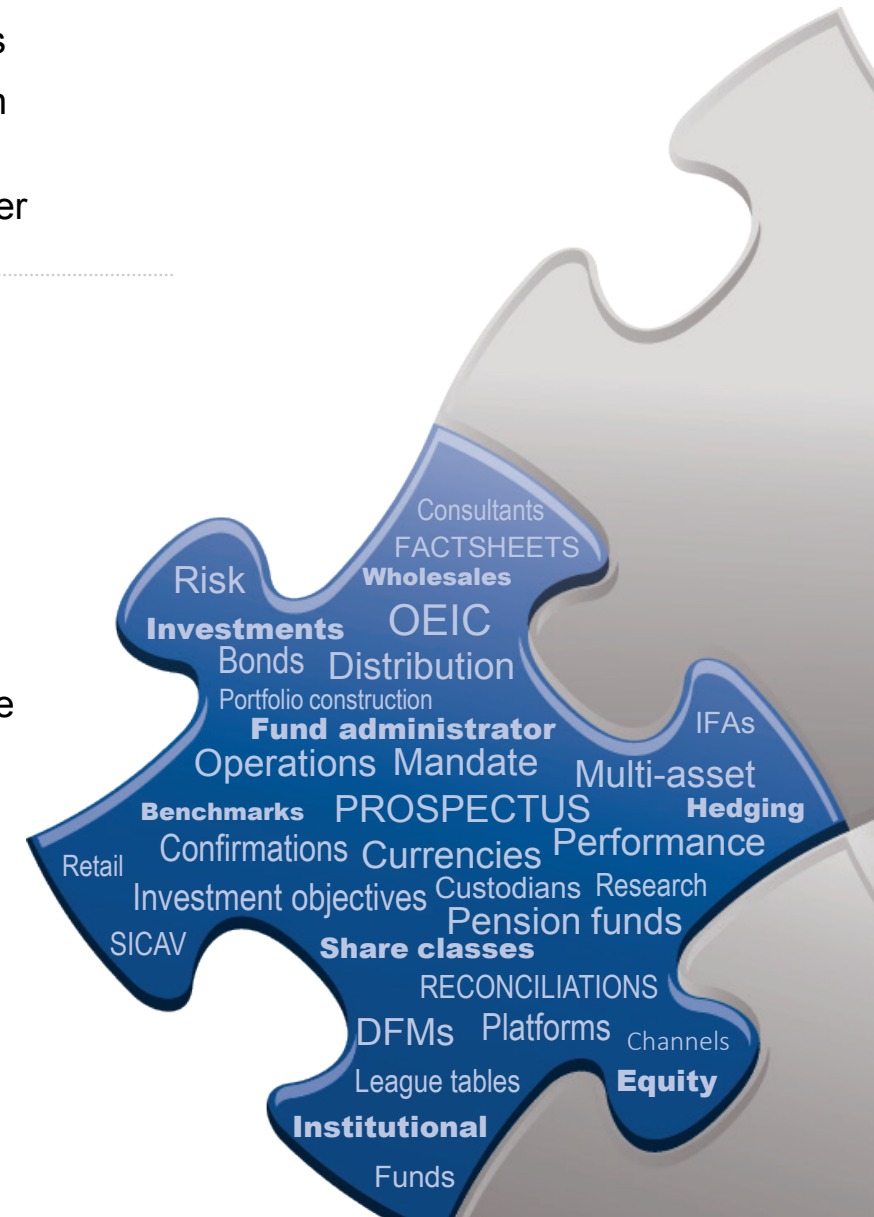 s
n
er
e
Consultants
FACTSHEETS
Risk
Wholesales
Investments
OEIC
Bonds
Distribution
Portfolio construction
Fund administrator
IFAs
Operations
Mandate
Multi-asset
Benchmarks
PROSPECTUS
Hedging
Retail
Confirmations
Currencies
Performance
Investment objectives
Custodians
Research
SICAV
Pension funds
Share classes
RECONCILIATIONS
DFMs
Platforms
Channels
League tables
Equity
Institutional
Funds